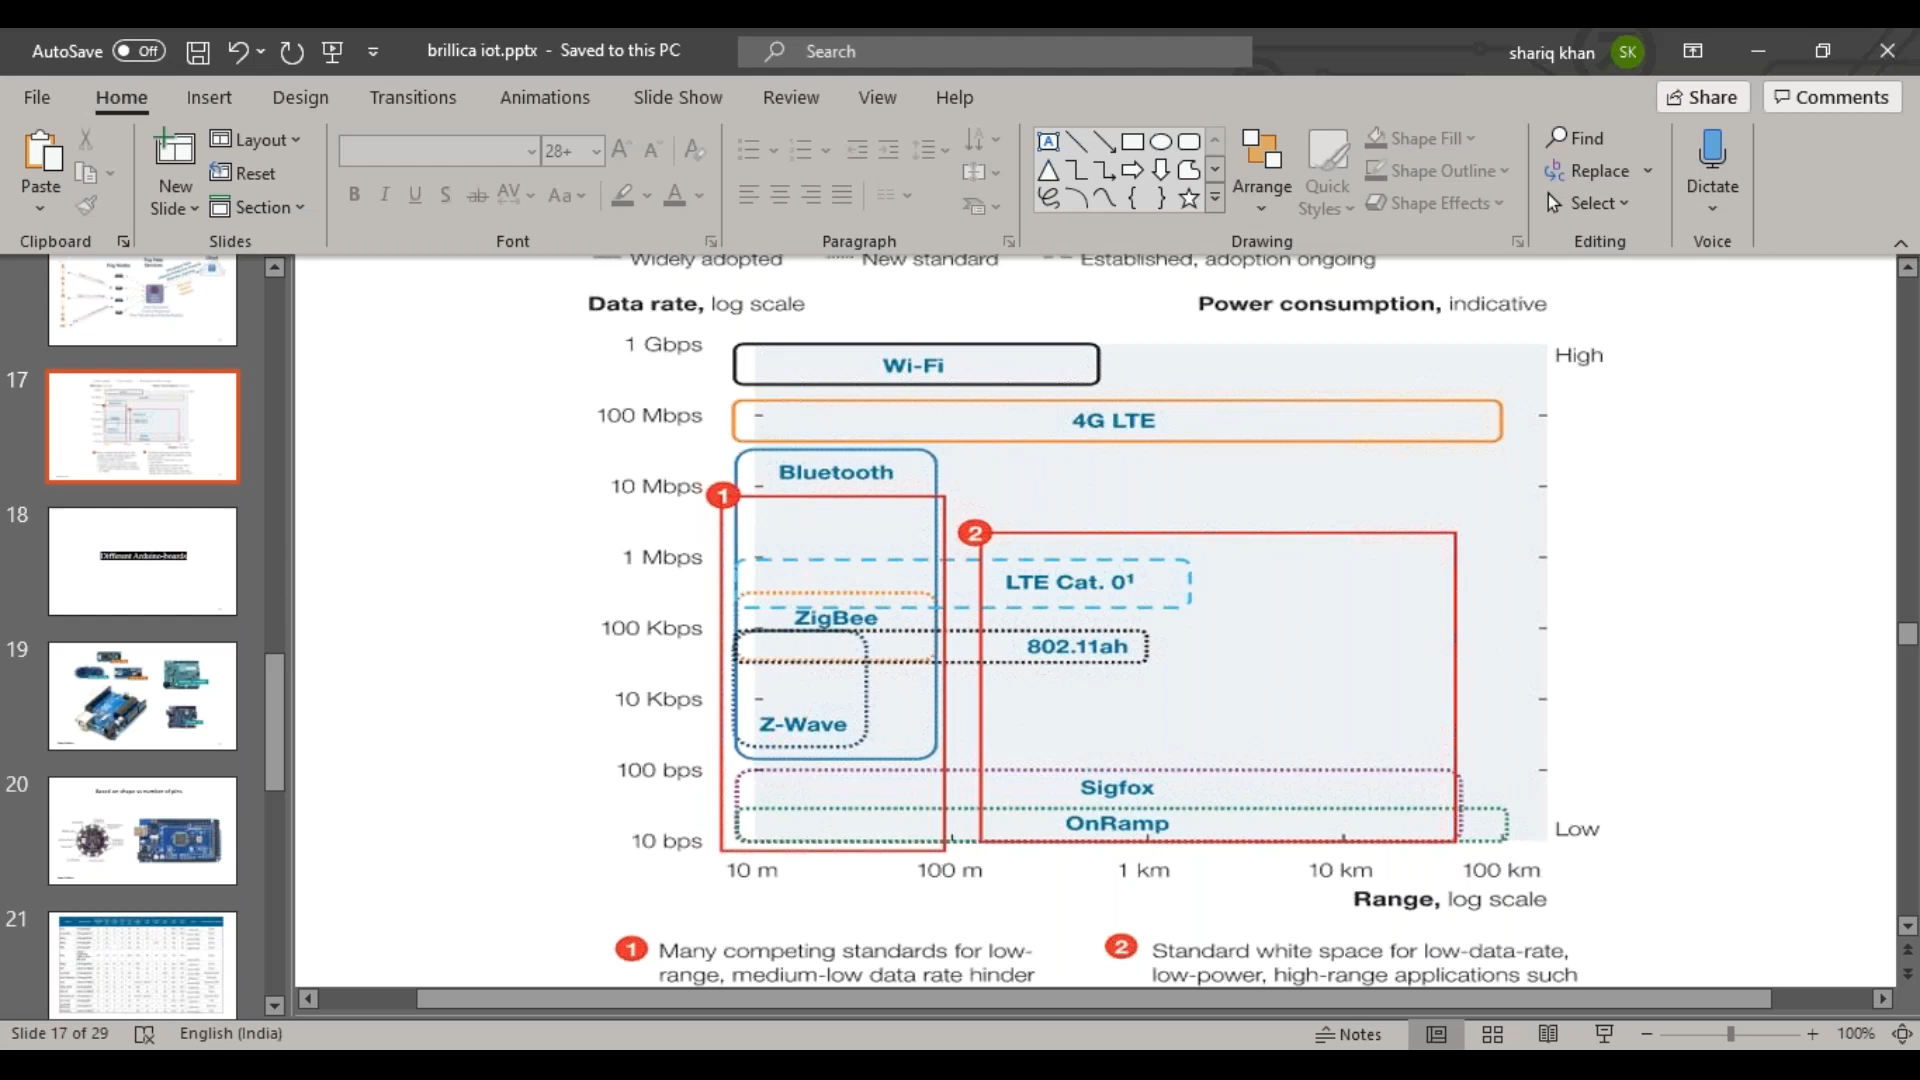 AutoSave Off brillica iot.pptx - Saved to this PC Search shariq khan SK
File Home Insert Design Transitions Animations Slide Show Review View Help Share Comments
Paste
New Slide
Layout
Reset
Section
28+
Arrange
Quick Styles
Shape Fill
Shape Outline
Shape Effects
Find
Replace
Select
Dictate
Clipboard Slides Font Paragraph Drawing Editing Voice
17
18
Different Arduino-boards
19
20
Based on shape vs number of pins
21
Widely adopted New standard Established, adoption ongoing
Data rate, log scale Power consumption, indicative
1 Gbps
Wi-Fi
High
100 Mbps
4G LTE
Bluetooth
10 Mbps
1
2
1 Mbps
LTE Cat. 0¹
ZigBee
100 Kbps
802.11ah
10 Kbps
Z-Wave
100 bps
Sigfox
OnRamp
10 bps
Low
10 m 100 m 1 km 10 km 100 km
Range, log scale
1 Many competing standards for low-
range, medium-low data rate hinder
2 Standard white space for low-data-rate,
low-power, high-range applications such
Slide 17 of 29 English (India) Notes 100%